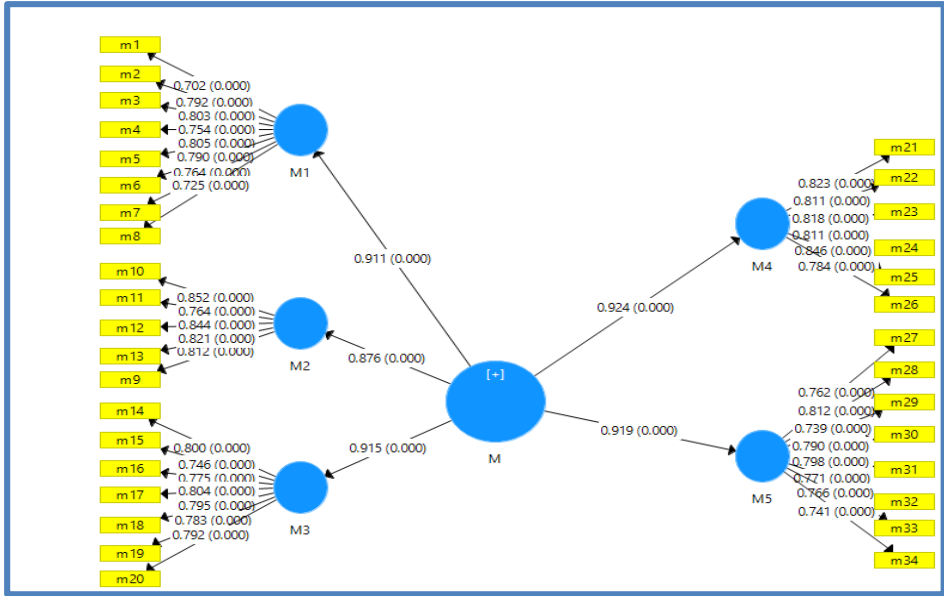 m1
m2
m3
m4
m5
m6
m7
m8
0.702 (0.000)
0.792 (0.000)
0.803 (0.000)
0.754 (0.000)
0.805 (0.000)
0.790 (0.000)
0.764 (0.000)
0.725 (0.000)
M1
m10
m11
m12
m13
m9
0.852 (0.000)
0.764 (0.000)
0.844 (0.000)
0.821 (0.000)
0.812 (0.000)
M2
m14
m15
m16
m17
m18
m19
m20
0.800 (0.000)
0.746 (0.000)
0.775 (0.000)
0.804 (0.000)
0.795 (0.000)
0.783 (0.000)
0.792 (0.000)
M3
0.911 (0.000)
0.876 (0.000)
0.915 (0.000)
[+]
M
0.924 (0.000)
0.919 (0.000)
M4
0.823 (0.000)
0.811 (0.000)
0.818 (0.000)
0.811 (0.000)
0.846 (0.000)
0.784 (0.000)
m21
m22
m23
m24
m25
m26
M5
0.762 (0.000)
0.812 (0.000)
0.739 (0.000)
0.790 (0.000)
0.798 (0.000)
0.771 (0.000)
0.766 (0.000)
0.741 (0.000)
m27
m28
m29
m30
m31
m32
m33
m34